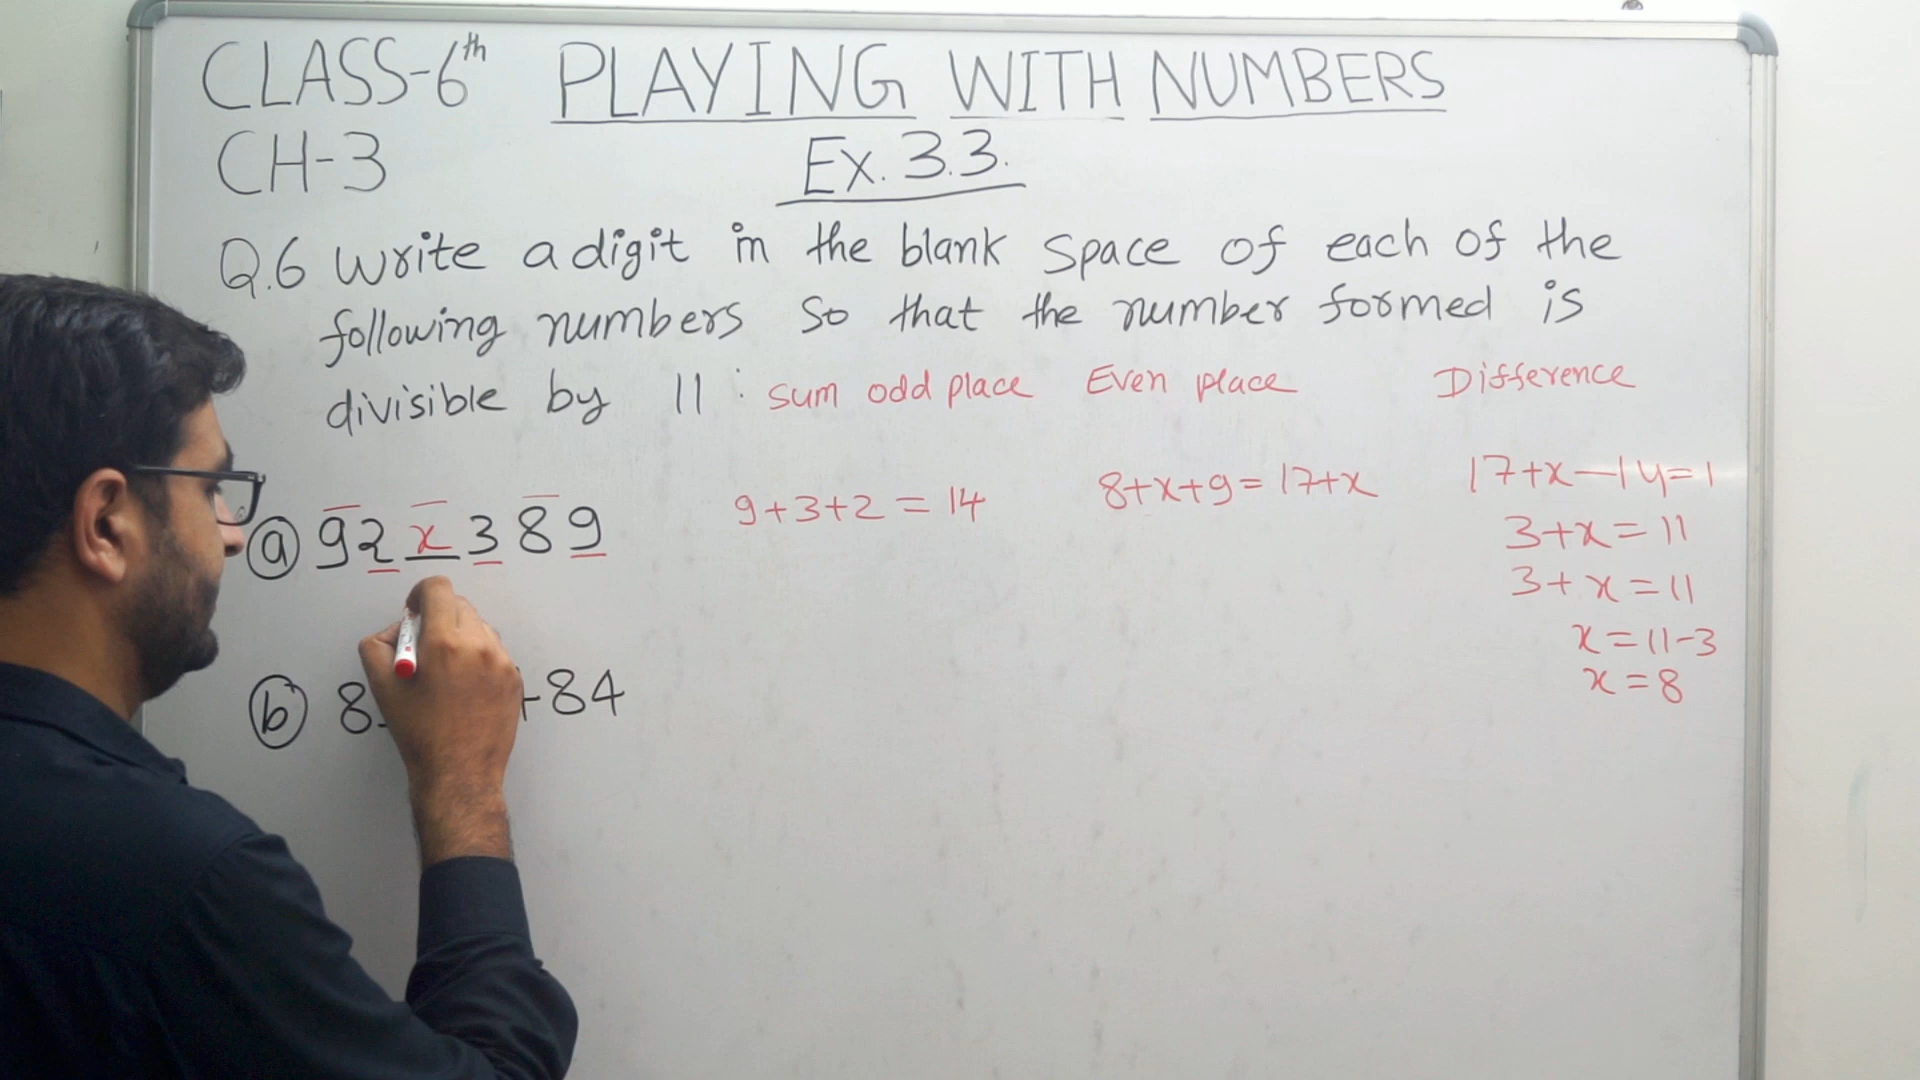 CLASS-6th PLAYING WITH NUMBERS
CH-3 Ex. 3.3.
Q.6 Write a digit in the blank space of each of the
following numbers so that the number formed is
divisible by 11 : sum odd place Even place Difference
(a) 92 x 389 9+3+2 = 14 8+x+9 = 17+x 17+x-14=1
3+x = 11
3+x = 11
x = 11-3
x = 8
(b) 8 84